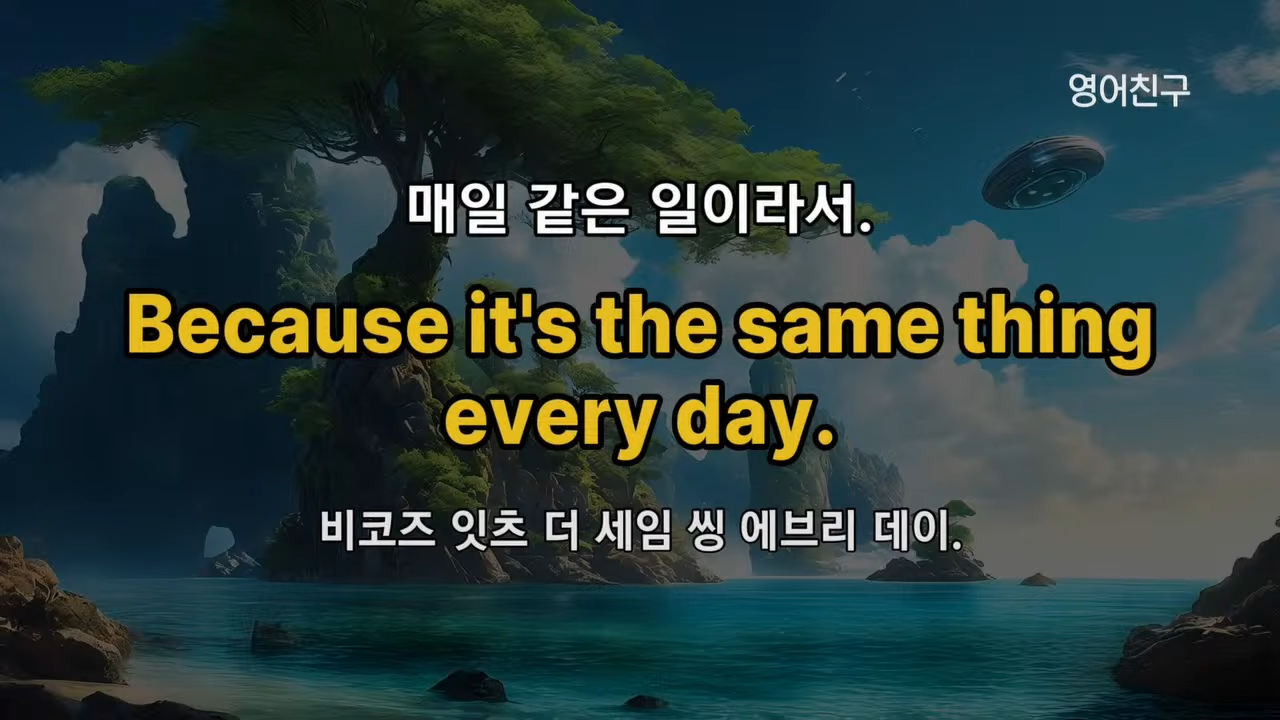 영어친구
매일 같은 일이라서.
Because it's the same thing
every day.
비코즈 잇츠 더 세임 씽 에브리 데이.